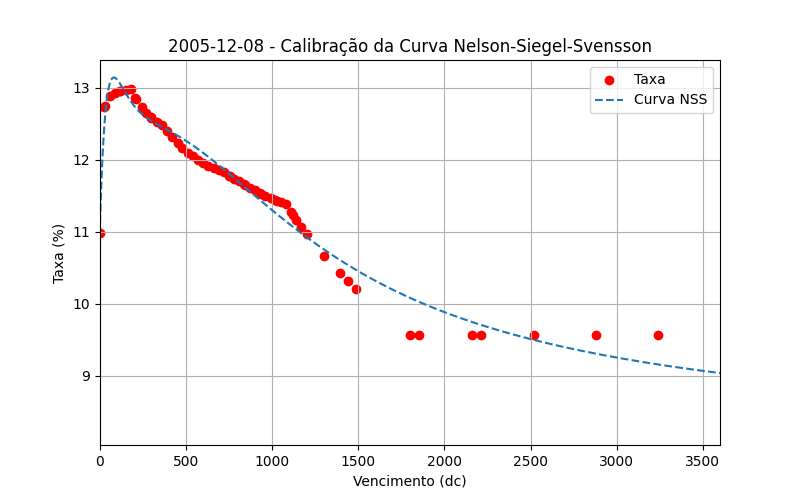 2005-12-08 - Calibração da Curva Nelson-Siegel-Svensson
Taxa
Curva NSS
Taxa (%)
13
12
11
10
9
0 500 1000 1500 2000 2500 3000 3500
Vencimento (dc)